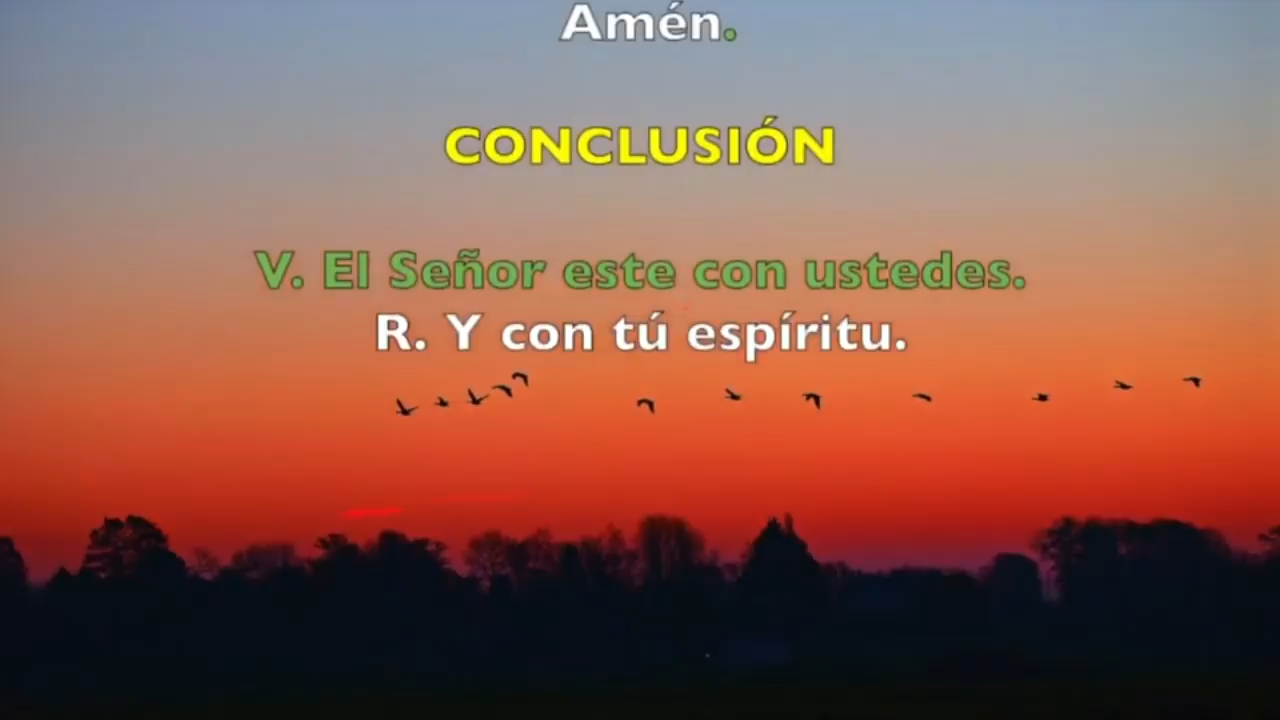 Amén.
CONCLUSIÓN
V. El Señor este con ustedes.
R. Y con tú espíritu.